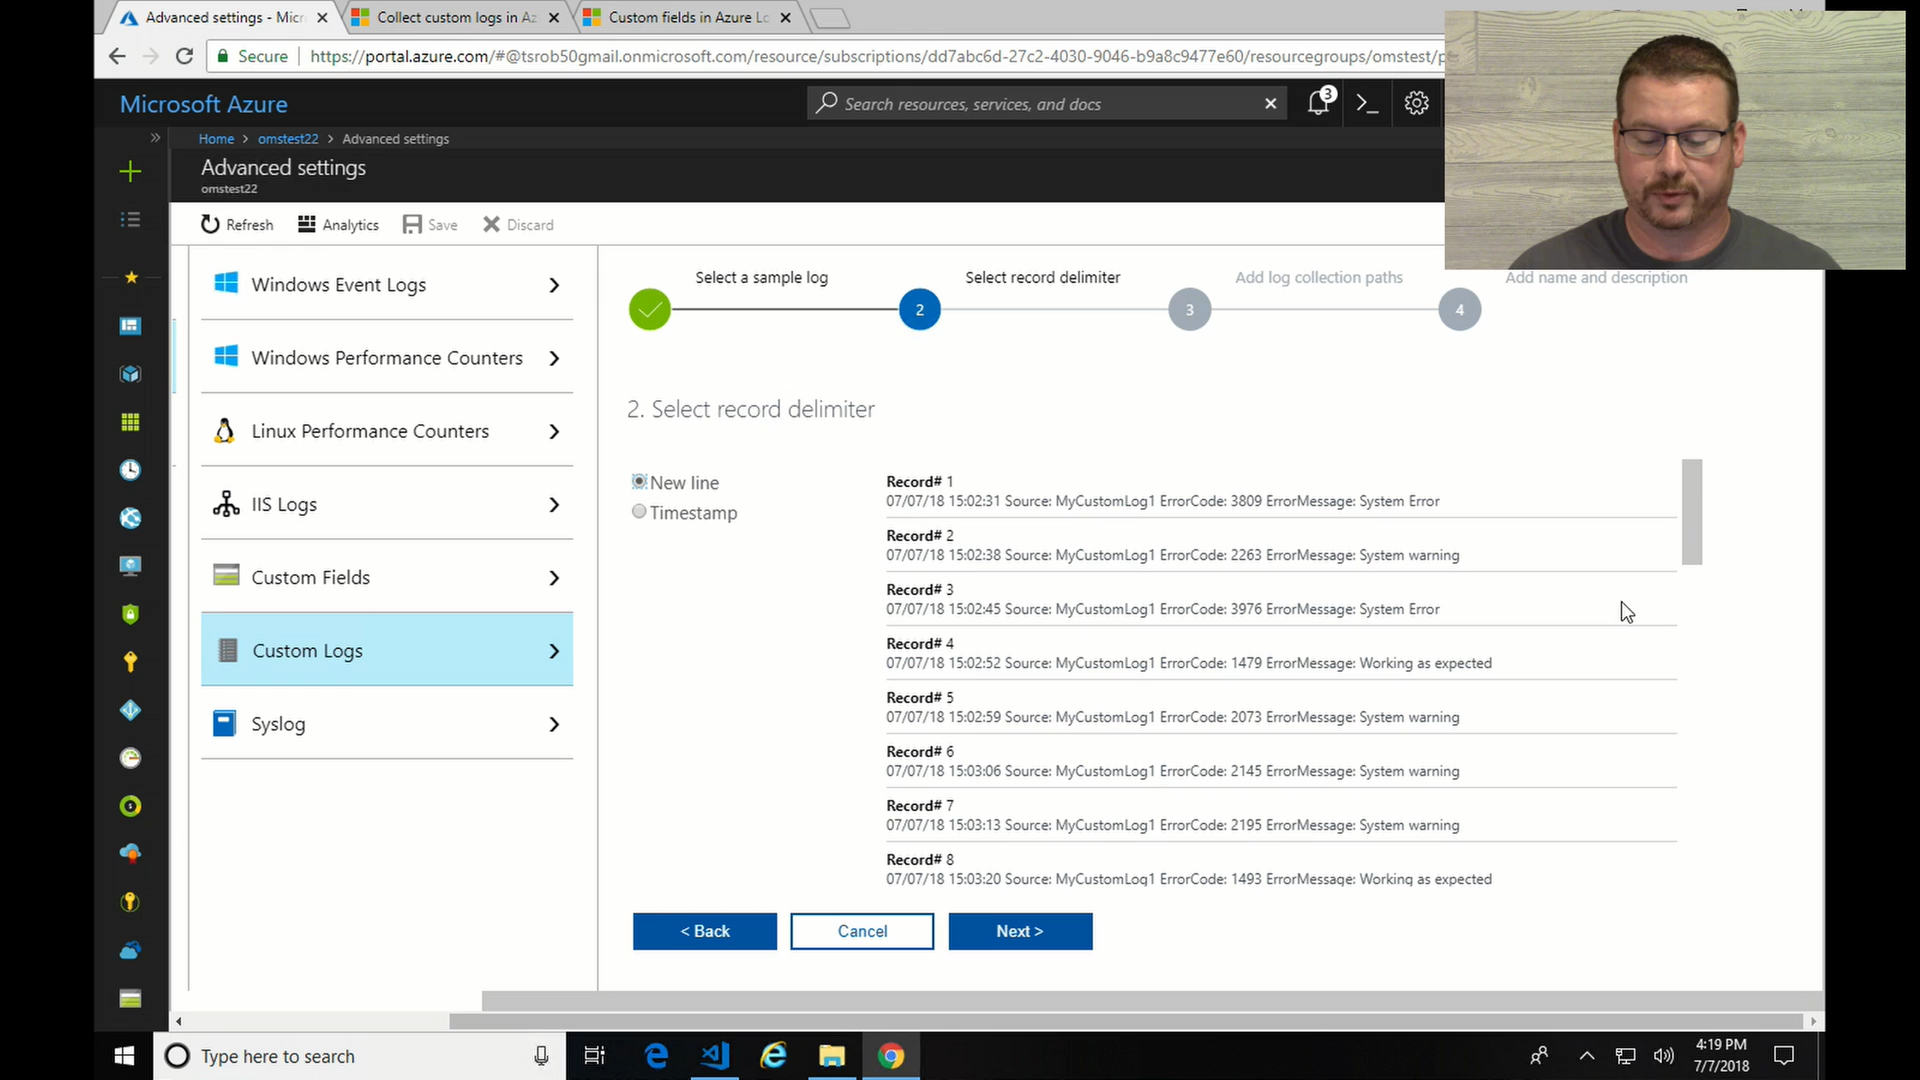 Advanced settings - Micr
Collect custom logs in Az
Custom fields in Azure Lo
Secure
https://portal.azure.com/#@tsrob50gmail.onmicrosoft.com/resource/subscriptions/dd7abc6d-27c2-4030-9046-b9a8c9477e60/resourcegroups/omstest/p
Microsoft Azure
Search resources, services, and docs
3
Home > omstest22 > Advanced settings
Advanced settings
omstest22
Refresh
Analytics
Save
Discard
Windows Event Logs
Windows Performance Counters
Linux Performance Counters
IIS Logs
Custom Fields
Custom Logs
Syslog
Select a sample log
Select record delimiter
Add log collection paths
Add name and description
2
3
4
2. Select record delimiter
New line
Timestamp
Record# 1
07/07/18 15:02:31 Source: MyCustomLog1 ErrorCode: 3809 ErrorMessage: System Error
Record# 2
07/07/18 15:02:38 Source: MyCustomLog1 ErrorCode: 2263 ErrorMessage: System warning
Record# 3
07/07/18 15:02:45 Source: MyCustomLog1 ErrorCode: 3976 ErrorMessage: System Error
Record# 4
07/07/18 15:02:52 Source: MyCustomLog1 ErrorCode: 1479 ErrorMessage: Working as expected
Record# 5
07/07/18 15:02:59 Source: MyCustomLog1 ErrorCode: 2073 ErrorMessage: System warning
Record# 6
07/07/18 15:03:06 Source: MyCustomLog1 ErrorCode: 2145 ErrorMessage: System warning
Record# 7
07/07/18 15:03:13 Source: MyCustomLog1 ErrorCode: 2195 ErrorMessage: System warning
Record# 8
07/07/18 15:03:20 Source: MyCustomLog1 ErrorCode: 1493 ErrorMessage: Working as expected
< Back
Cancel
Next >
Type here to search
4:19 PM
7/7/2018